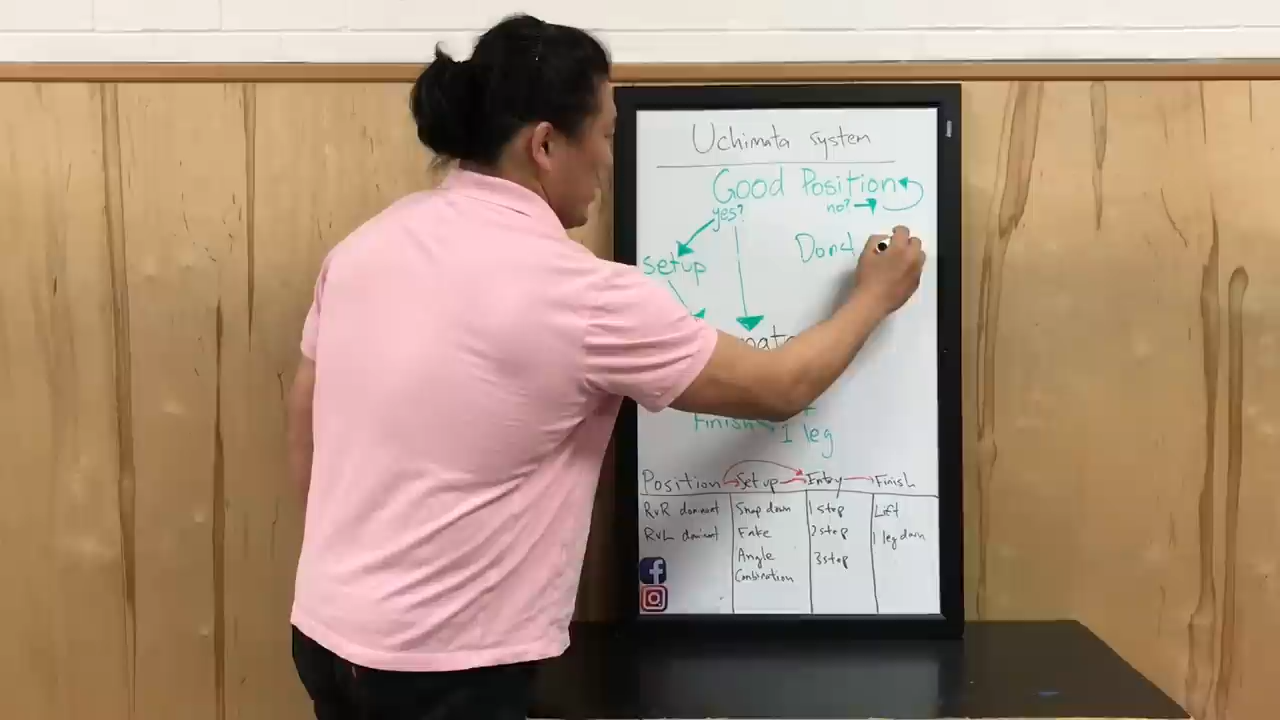 Uchimata system
Good Position
yes?
no?
setup
Don4
Finish
1 leg
Position Setup Entry Finish
RvR dominant Snap down 1 step Lift
RvL dominant Fake 2 step 1 leg down
Angle 3 step
Combination